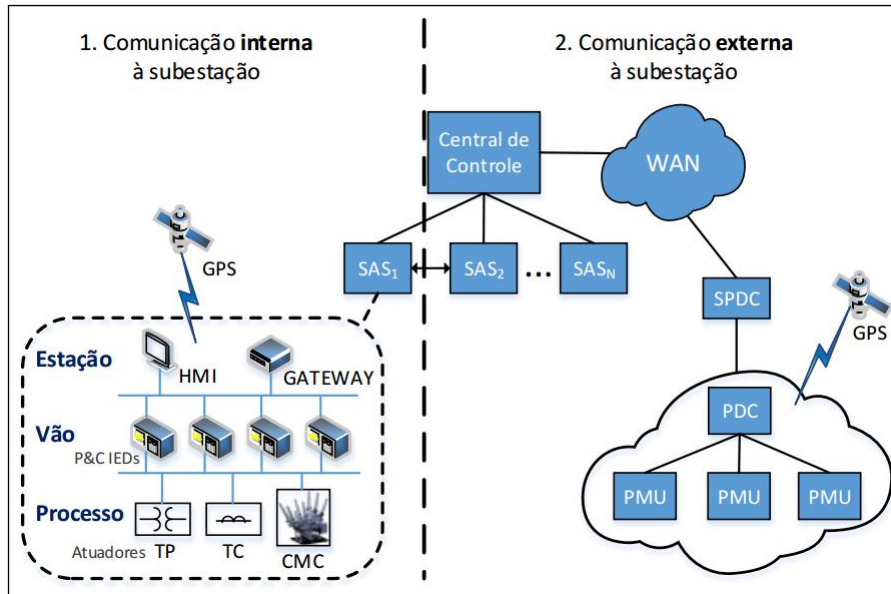 1. Comunicação interna
à subestação
2. Comunicação externa
à subestação
Central de
Controle
WAN
GPS
SAS1
SAS2
...
SASN
SPDC
GPS
Estação
HMI
GATEWAY
Vão
P&C IEDs
Processo
Atuadores
TP
TC
CMC
PDC
PMU
PMU
PMU